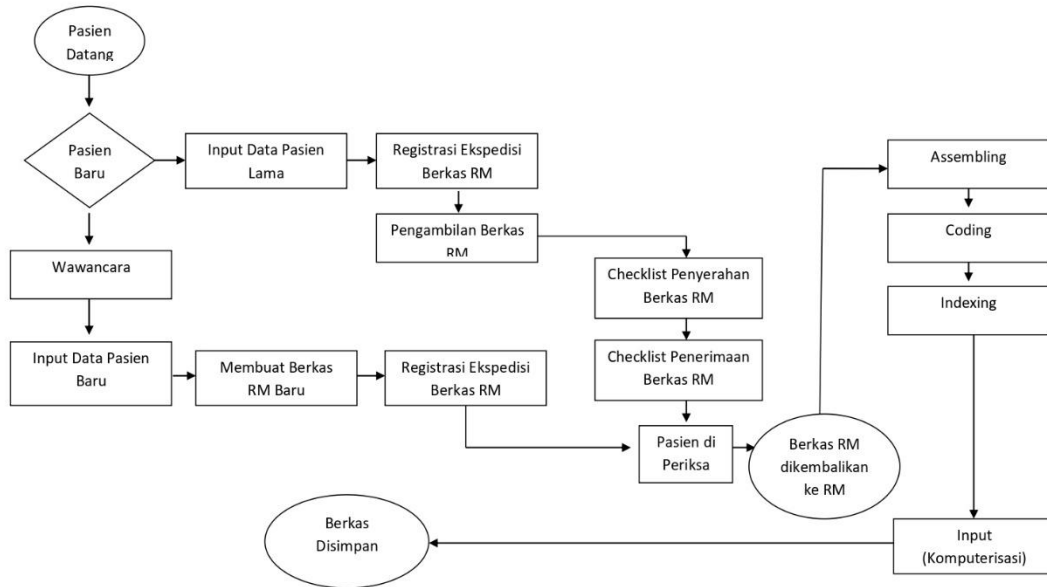 Pasien
Datang
Pasien
Baru
Input Data Pasien
Lama
Registrasi Ekspedisi
Berkas RM
Pengambilan Berkas
RM
Checklist Penyerahan
Berkas RM
Checklist Penerimaan
Berkas RM
Wawancara
Input Data Pasien
Baru
Membuat Berkas
RM Baru
Registrasi Ekspedisi
Berkas RM
Pasien di
Periksa
Berkas RM
dikembalikan
ke RM
Assembling
Coding
Indexing
Input
(Komputerisasi)
Berkas
Disimpan